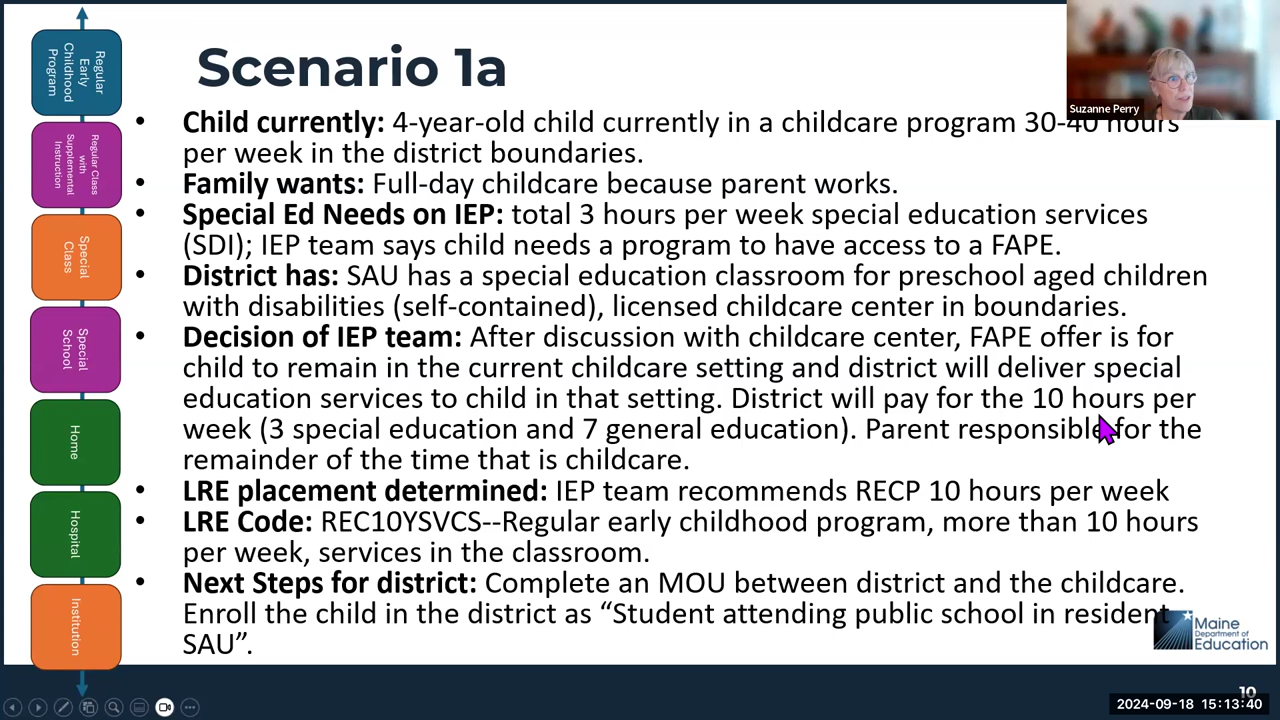 Scenario 1a
Suzanne Perry
Regular
Early
Childhood
Program
Regular Class
with
Supplemental
Instruction
Special
Class
Special
School
Home
Hospital
Institution
• Child currently: 4-year-old child currently in a childcare program 30-40 hours
per week in the district boundaries.
• Family wants: Full-day childcare because parent works.
• Special Ed Needs on IEP: total 3 hours per week special education services
(SDI); IEP team says child needs a program to have access to a FAPE.
• District has: SAU has a special education classroom for preschool aged children
with disabilities (self-contained), licensed childcare center in boundaries.
• Decision of IEP team: After discussion with childcare center, FAPE offer is for
child to remain in the current childcare setting and district will deliver special
education services to child in that setting. District will pay for the 10 hours per
week (3 special education and 7 general education). Parent responsible for the
remainder of the time that is childcare.
• LRE placement determined: IEP team recommends RECP 10 hours per week
• LRE Code: REC10YSVCS--Regular early childhood program, more than 10 hours
per week, services in the classroom.
• Next Steps for district: Complete an MOU between district and the childcare.
Enroll the child in the district as “Student attending public school in resident
SAU”.
Maine
Department of
Education
10
2024-09-18 15:13:40